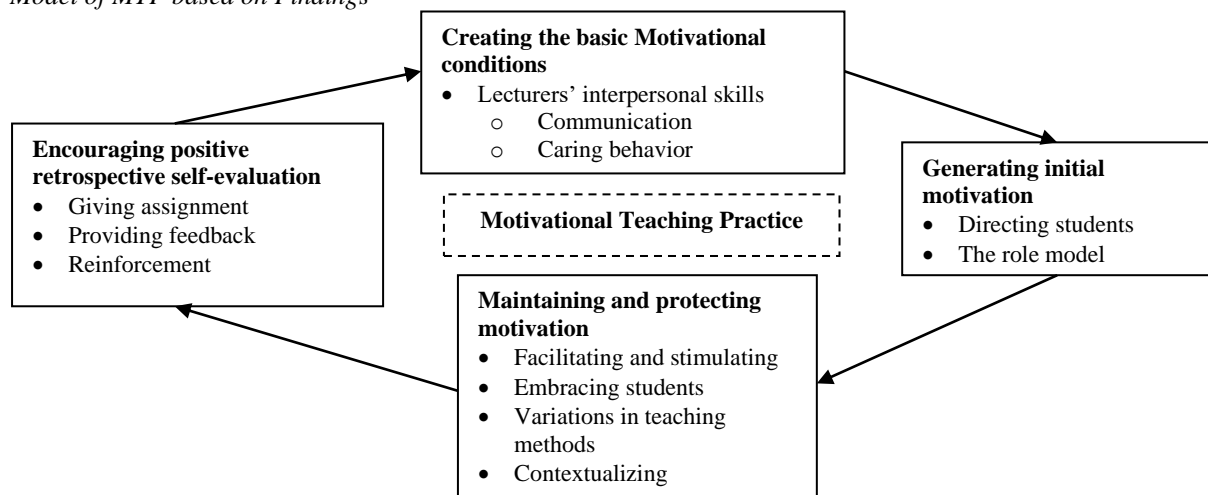 Model of MTP based on Findings
Creating the basic Motivational
conditions
• Lecturers' interpersonal skills
o Communication
o Caring behavior
Encouraging positive
retrospective self-evaluation
• Giving assignment
• Providing feedback
• Reinforcement
Generating initial
motivation
• Directing students
• The role model
Motivational Teaching Practice
Maintaining and protecting
motivation
• Facilitating and stimulating
• Embracing students
• Variations in teaching
methods
• Contextualizing